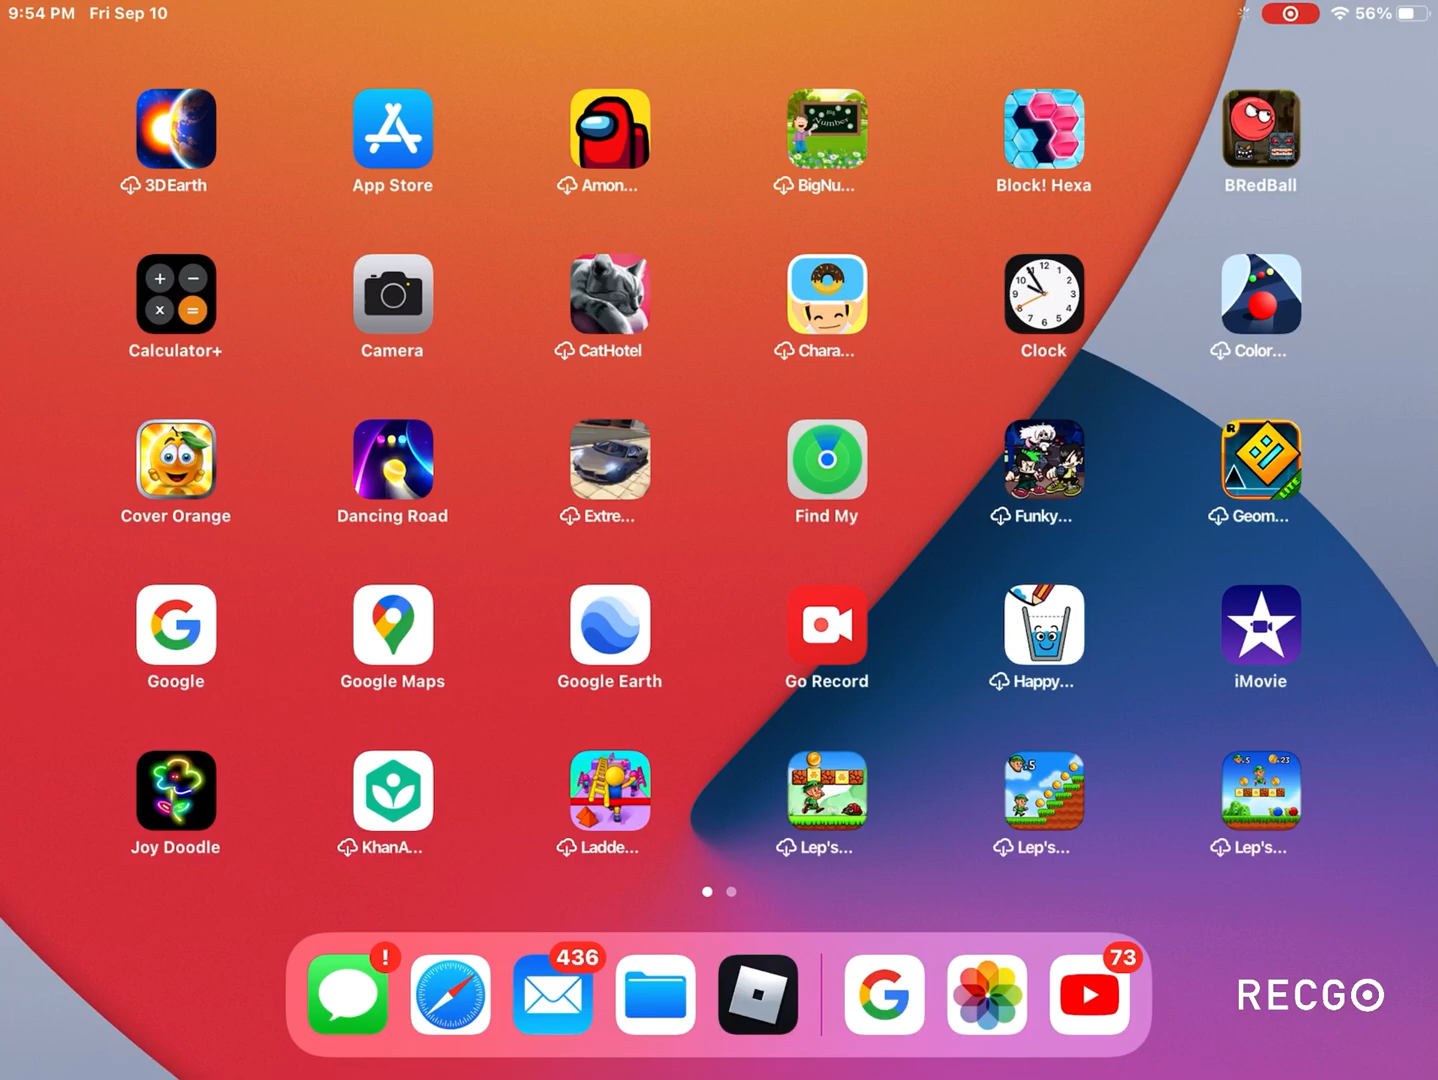 9:54 PM Fri Sep 10 56%
3DEarth App Store Amon... BigNu... Block! Hexa BRedBall
Calculator+ Camera CatHotel Chara... Clock Color...
Cover Orange Dancing Road Extre... Find My Funky... Geom...
Google Google Maps Google Earth Go Record Happy... iMovie
Joy Doodle KhanA... Ladde... Lep's... Lep's... Lep's...
! 436 73
RECGO